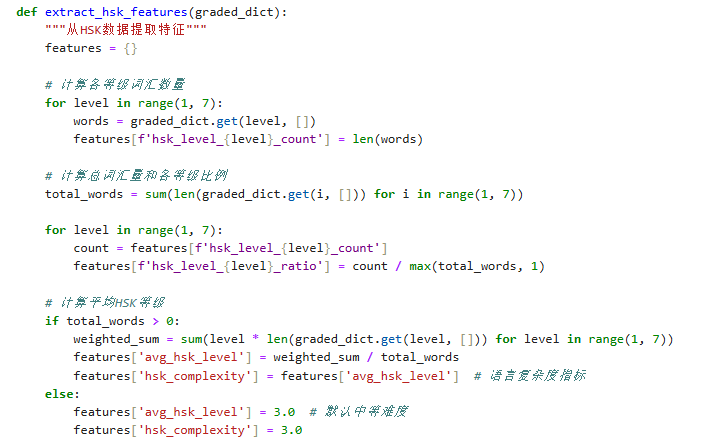 def extract_hsk_features(graded_dict):
    """从HSK数据提取特征"""
    features = {}

    # 计算各等级词汇数量
    for level in range(1, 7):
        words = graded_dict.get(level, [])
        features[f'hsk_level_{level}_count'] = len(words)

    # 计算总词汇量和各等级比例
    total_words = sum(len(graded_dict.get(i, [])) for i in range(1, 7))

    for level in range(1, 7):
        count = features[f'hsk_level_{level}_count']
        features[f'hsk_level_{level}_ratio'] = count / max(total_words, 1)

    # 计算平均HSK等级
    if total_words > 0:
        weighted_sum = sum(level * len(graded_dict.get(level, [])) for level in range(1, 7))
        features['avg_hsk_level'] = weighted_sum / total_words
        features['hsk_complexity'] = features['avg_hsk_level']  # 语言复杂度指标
    else:
        features['avg_hsk_level'] = 3.0  # 默认中等难度
        features['hsk_complexity'] = 3.0